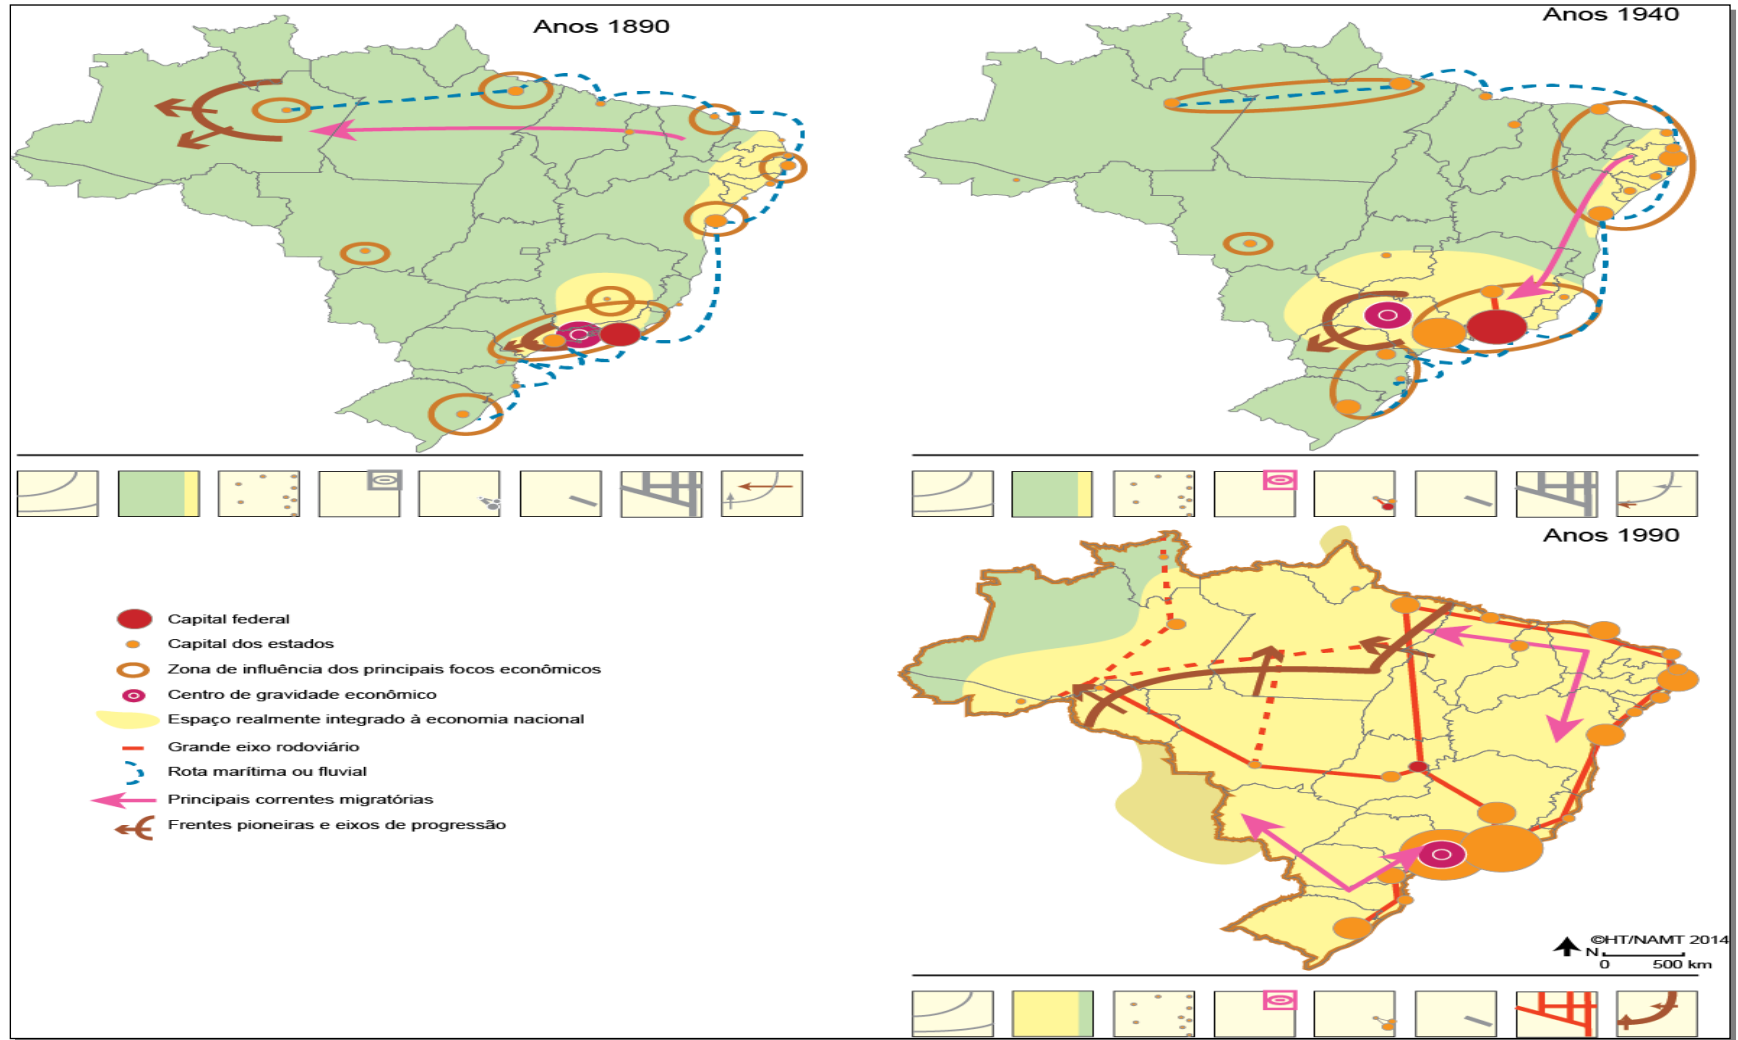 Anos 1890
Anos 1940
Anos 1990
Capital federal
Capital dos estados
Zona de influência dos principais focos econômicos
Centro de gravidade econômico
Espaço realmente integrado à economia nacional
Grande eixo rodoviário
Rota marítima ou fluvial
Principais correntes migratórias
Frentes pioneiras e eixos de progressão
©HT/NAMT 2014
N
0 500 km